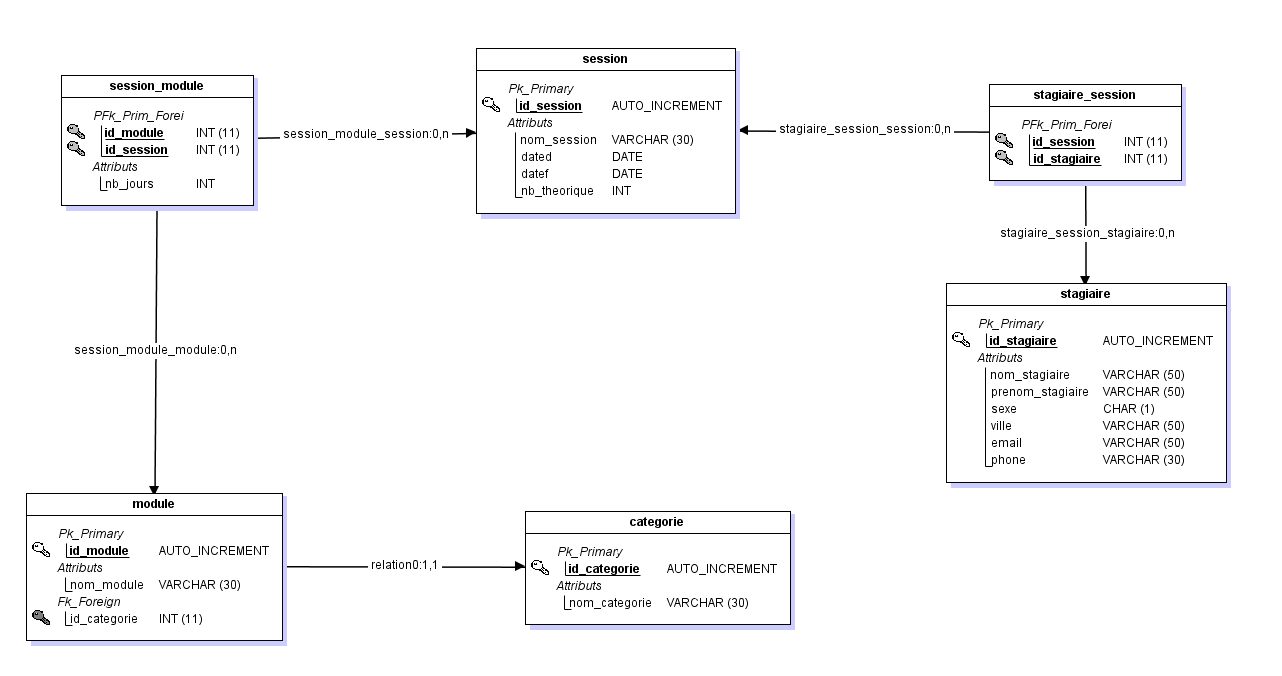 session_module
PFk_Prim_Forei
id_module INT (11)
id_session INT (11)
Attributs
nb_jours INT
session_module_session:0,n
session
Pk_Primary
id_session AUTO_INCREMENT
Attributs
nom_session VARCHAR (30)
dated DATE
datef DATE
nb_theorique INT
stagiaire_session_session:0,n
stagiaire_session
PFk_Prim_Forei
id_session INT (11)
id_stagiaire INT (11)
stagiaire_session_stagiaire:0,n
stagiaire
Pk_Primary
id_stagiaire AUTO_INCREMENT
Attributs
nom_stagiaire VARCHAR (50)
prenom_stagiaire VARCHAR (50)
sexe CHAR (1)
ville VARCHAR (50)
email VARCHAR (50)
phone VARCHAR (30)
session_module_module:0,n
module
Pk_Primary
id_module AUTO_INCREMENT
Attributs
nom_module VARCHAR (30)
Fk_Foreign
id_categorie INT (11)
relation0:1,1
categorie
Pk_Primary
id_categorie AUTO_INCREMENT
Attributs
nom_categorie VARCHAR (30)